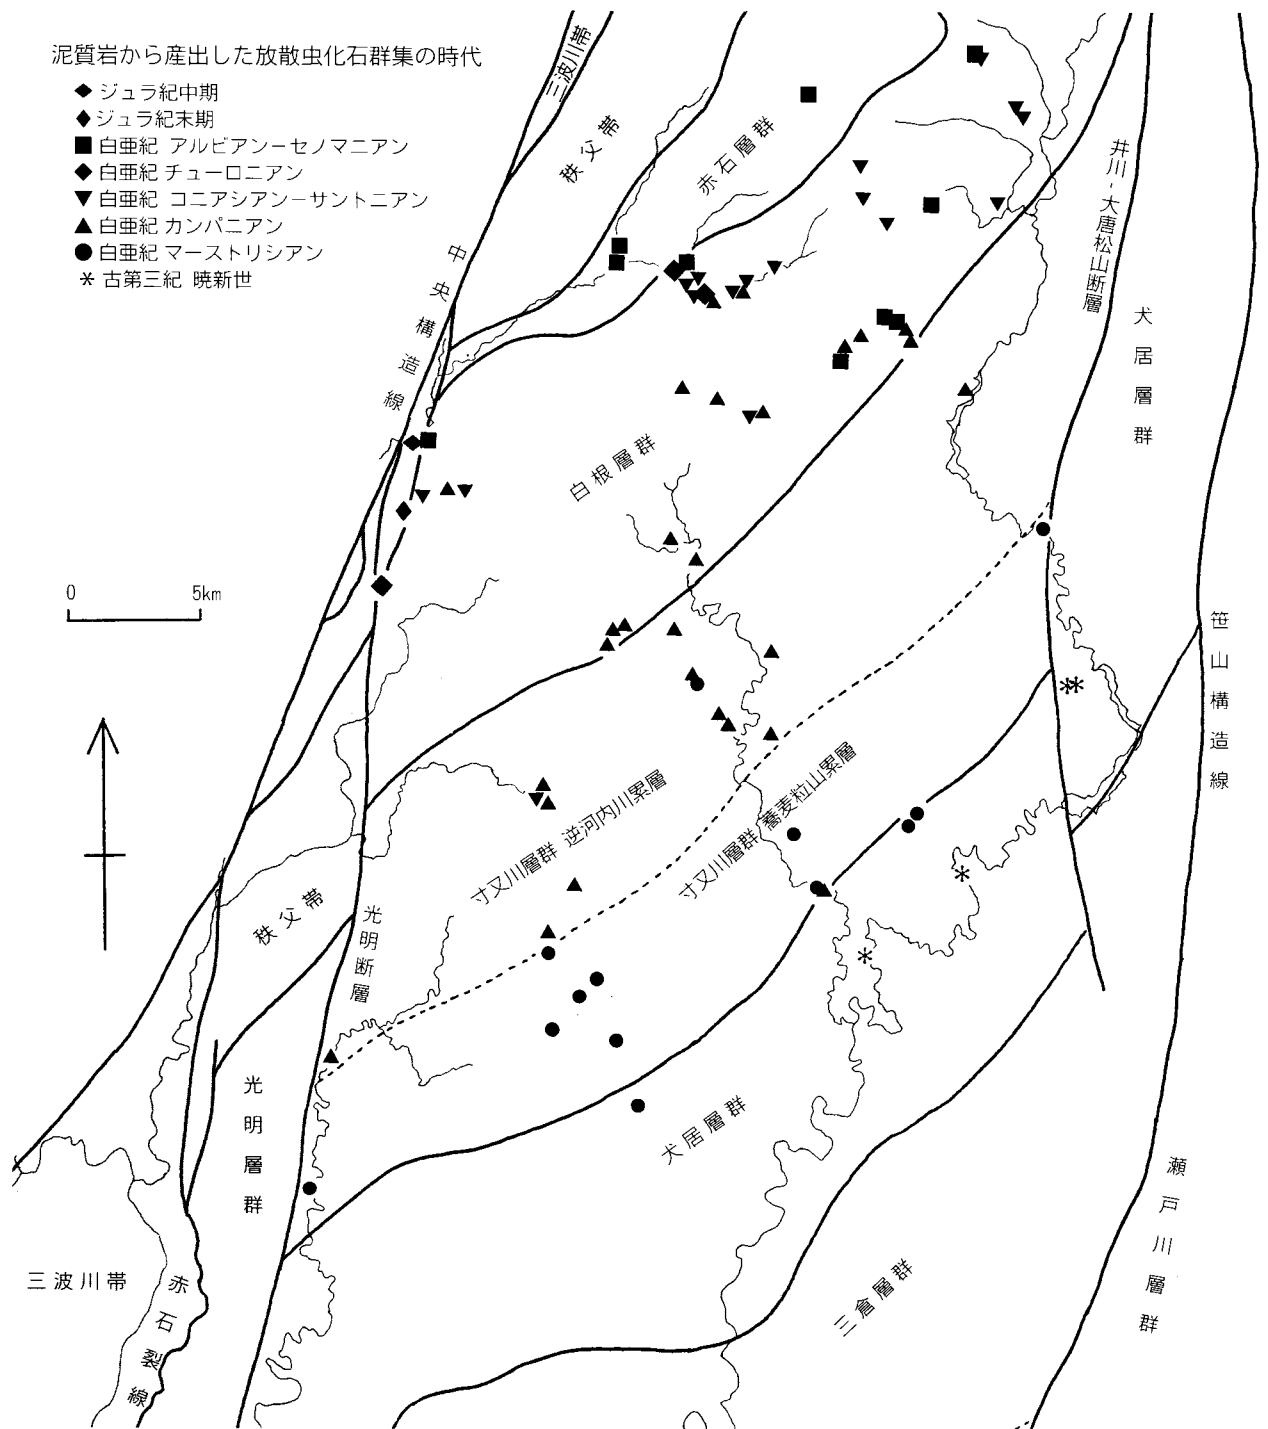 泥質岩から産出した放散虫化石群集の時代
◆ ジュラ紀中期
♦ ジュラ紀末期
■ 白亜紀 アルビアンーセノマニアン
◆ 白亜紀 チューロニアン
▼ 白亜紀 コニアシアンーサントニアン
▲ 白亜紀 カンパニアン
● 白亜紀 マーストリシアン
* 古第三紀 暁新世
三波川帯
秩父帯
赤石層群
井川-大唐松山断層
中央構造線
犬居層群
白根層群
0 5km
笹山構造線
寸又川層群 逆河内川累層
寸又川層群 蕎麦粒山累層
秩父帯
光明断層
光明層群
犬居層群
瀬戸川層群
三波川帯
赤石裂線
三倉層群